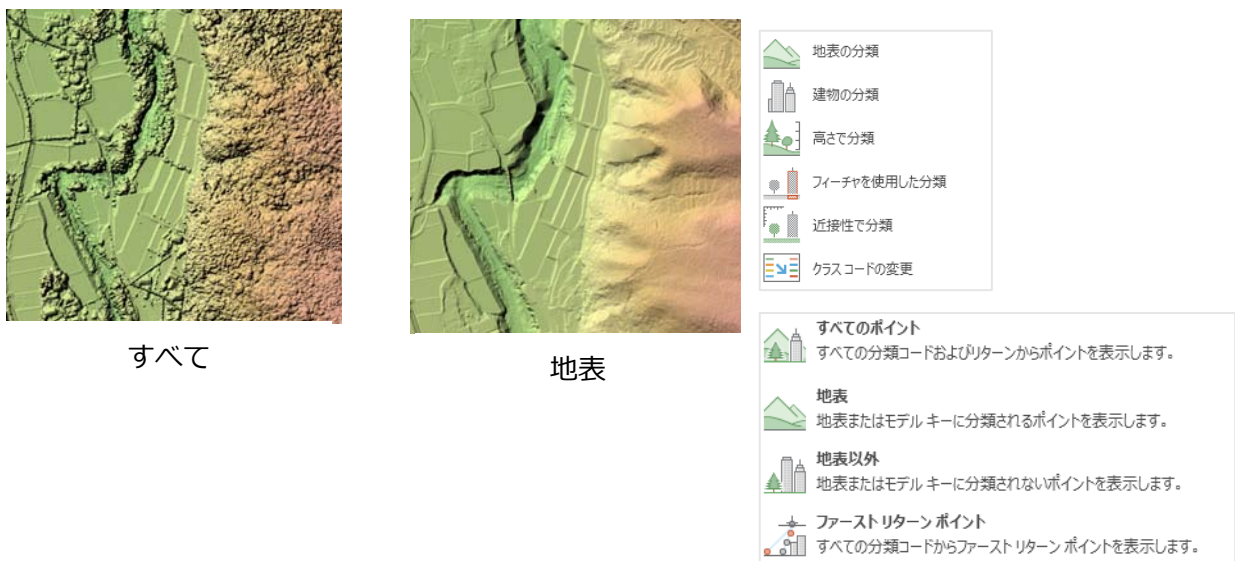 すべて
地表
地表の分類
建物の分類
高さで分類
フィーチャを使用した分類
近接性で分類
クラス コードの変更
すべてのポイント
すべての分類コードおよびリターンからポイントを表示します。
地表
地表またはモデル キーに分類されるポイントを表示します。
地表以外
地表またはモデル キーに分類されないポイントを表示します。
ファースト リターン ポイント
すべての分類コードからファースト リターン ポイントを表示します。